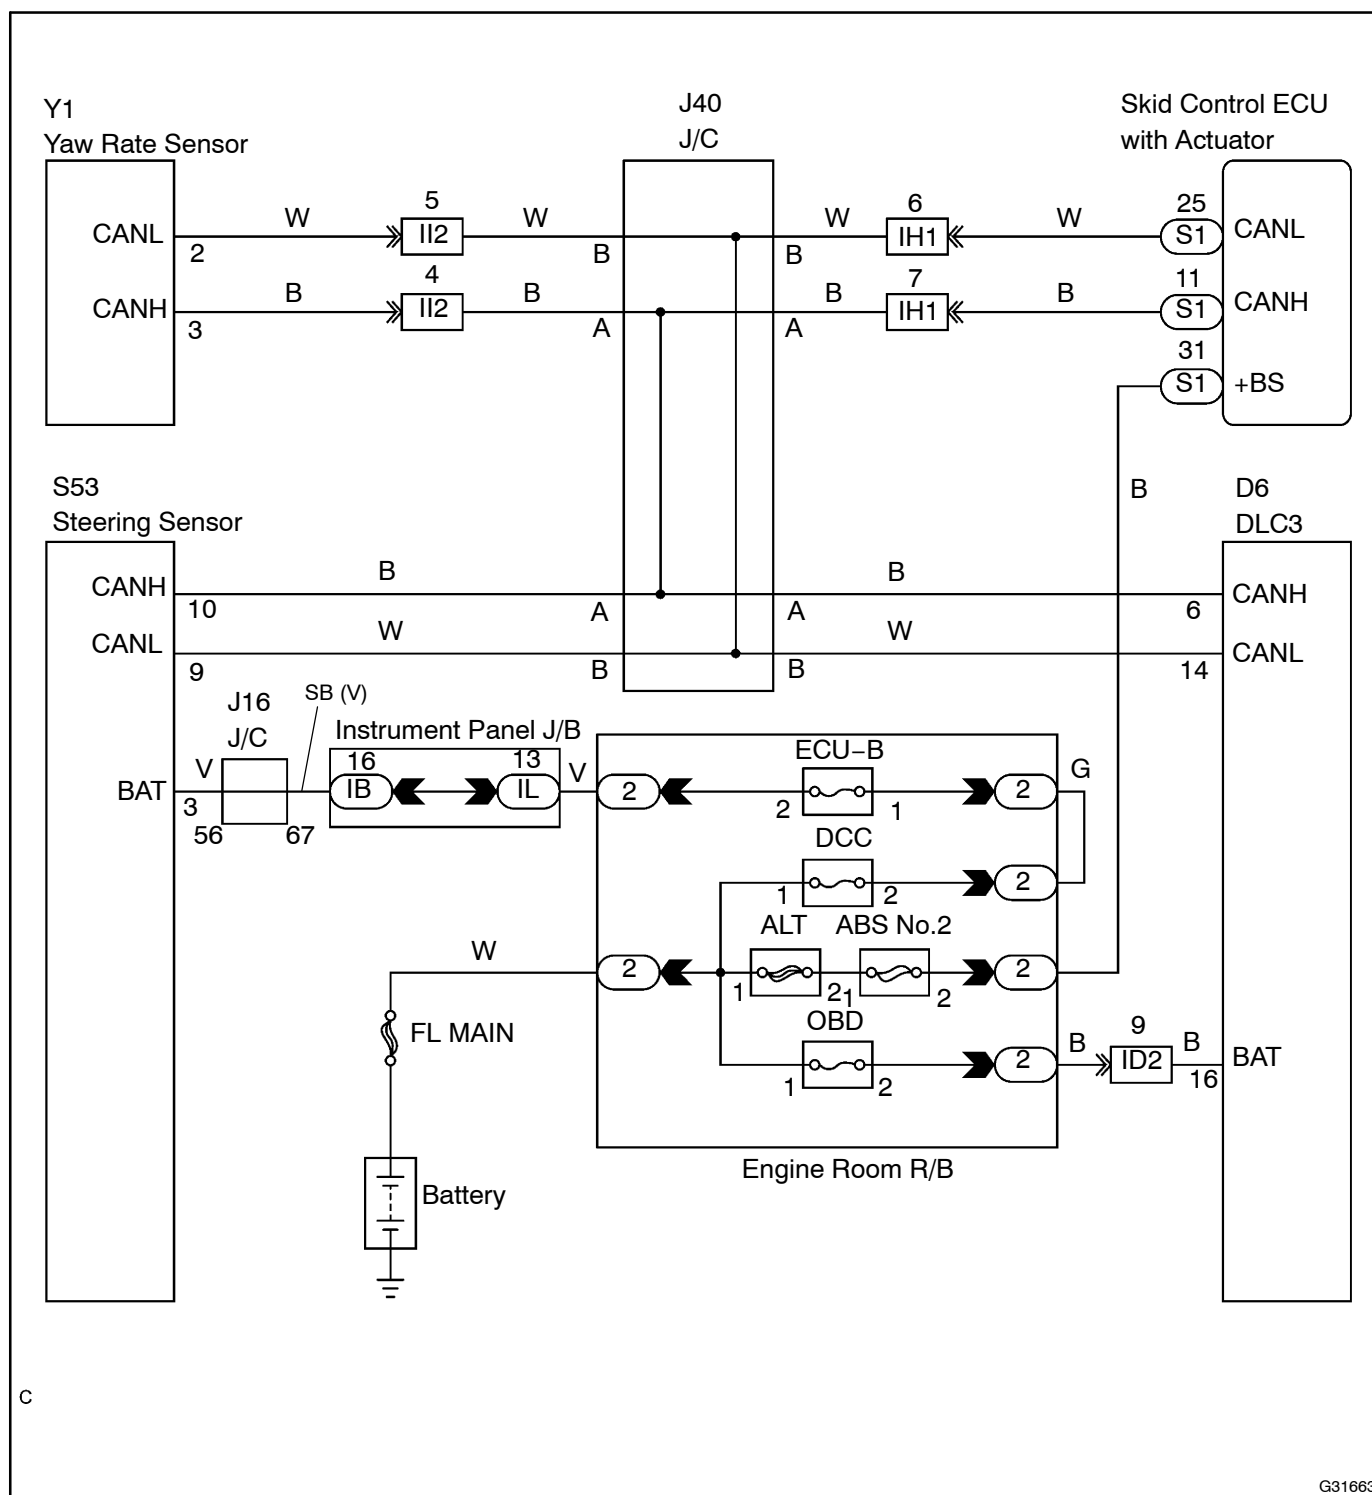 Y1
Yaw Rate Sensor
J40
J/C
Skid Control ECU
with Actuator
CANL
2
W
5
II2
W
B
B
W
6
IH1
W
25
S1
CANL
CANH
3
B
4
II2
B
A
A
B
7
IH1
B
11
S1
CANH
31
S1
+BS
B
S53
Steering Sensor
D6
DLC3
CANH
10
B
A
A
B
6
CANH
CANL
9
W
B
B
W
14
CANL
J16
J/C
SB (V)
Instrument Panel J/B
BAT
V
3
56
67
16
IB
13
IL
V
2
ECU–B
2
1
2
G
DCC
1
2
2
ALT
ABS No.2
W
2
1
2
1
2
2
OBD
1
2
2
B
9
ID2
B
16
BAT
FL MAIN
Engine Room R/B
Battery
C
G31663